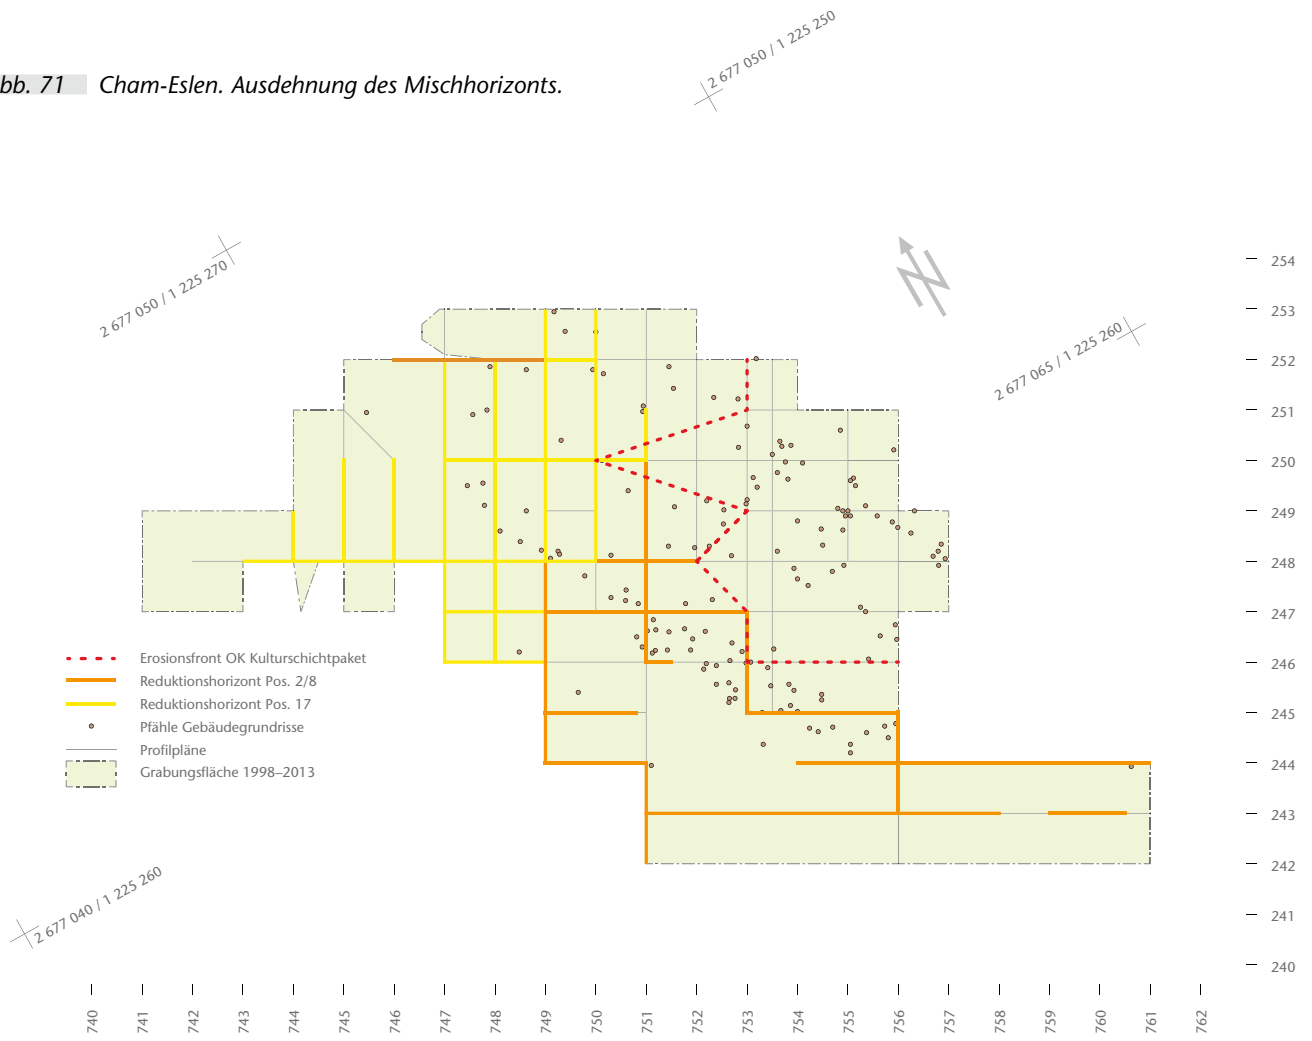 bb. 71 Cham-Eslen. Ausdehnung des Mischhorizonts.
2 677 050 / 1 225 250
2 677 050 / 1 225 270
2 677 065 / 1 225 260
2 677 040 / 1 225 260
254
253
252
251
250
249
248
247
246
245
244
243
242
241
240
Erosionsfront OK Kulturschichtpaket
Reduktionshorizont Pos. 2/8
Reduktionshorizont Pos. 17
Pfähle Gebäudegrundrisse
Profilpläne
Grabungsfläche 1998–2013
740 741 742 743 744 745 746 747 748 749 750 751 752 753 754 755 756 757 758 759 760 761 762